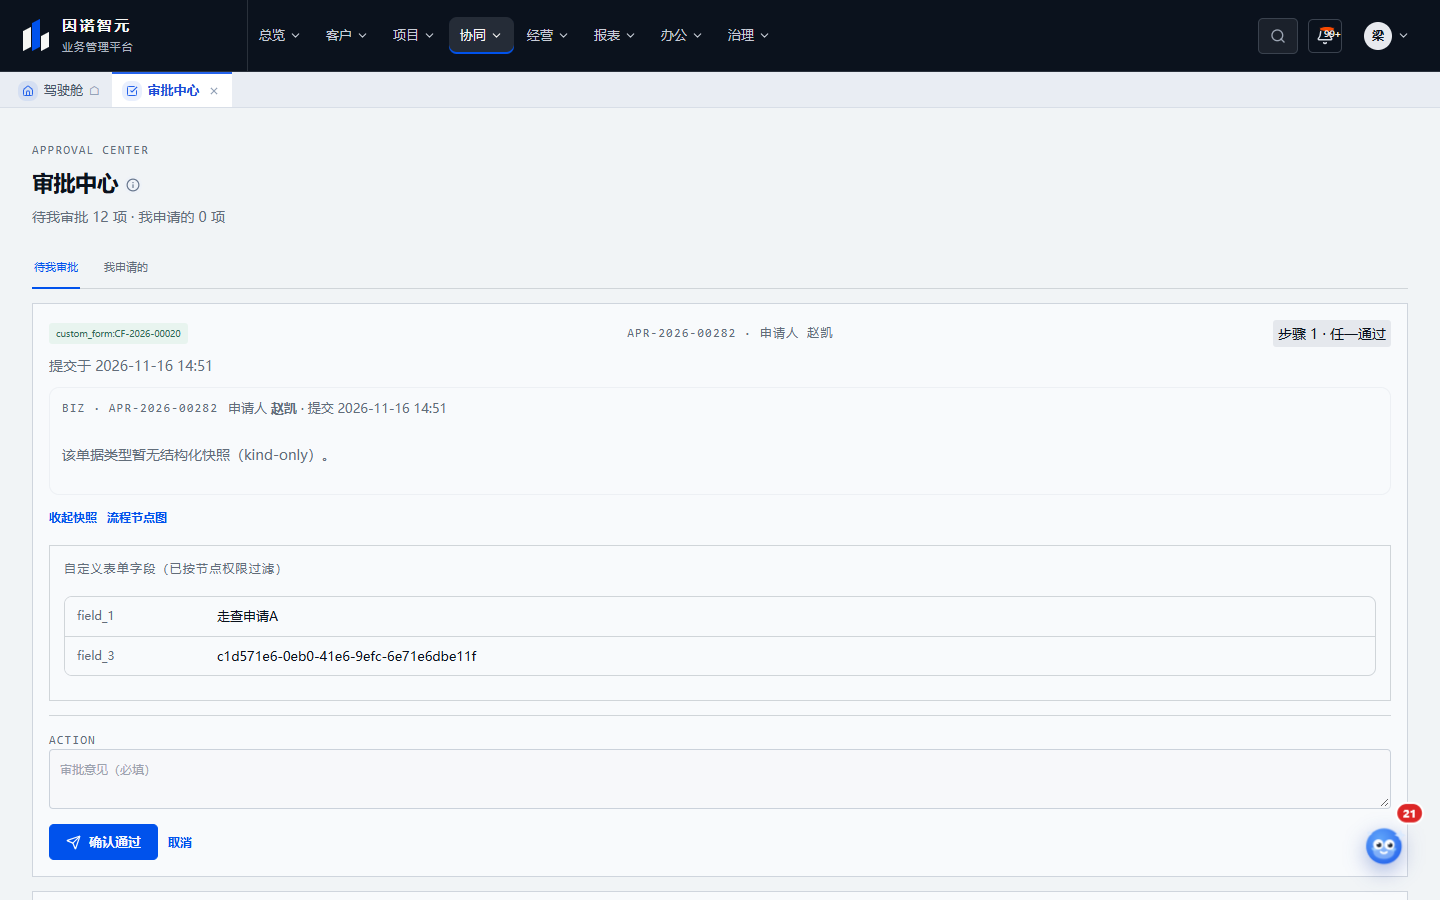 因诺智元
业务管理平台
总览
客户
项目
协同
经营
报表
办公
治理
99+
梁
驾驶舱
审批中心
APPROVAL CENTER
审批中心
待我审批 12 项 · 我申请的 0 项
待我审批
我申请的
custom_form:CF-2026-00020
APR-2026-00282 · 申请人 赵凯
步骤 1 · 任一通过
提交于 2026-11-16 14:51
BIZ · APR-2026-00282 申请人 赵凯 · 提交 2026-11-16 14:51
该单据类型暂无结构化快照（kind-only）。
收起快照 流程节点图
自定义表单字段（已按节点权限过滤）
field_1 走查申请A
field_3 c1d571e6-0eb0-41e6-9efc-6e71e6dbe11f
ACTION
审批意见（必填）
21
确认通过 取消